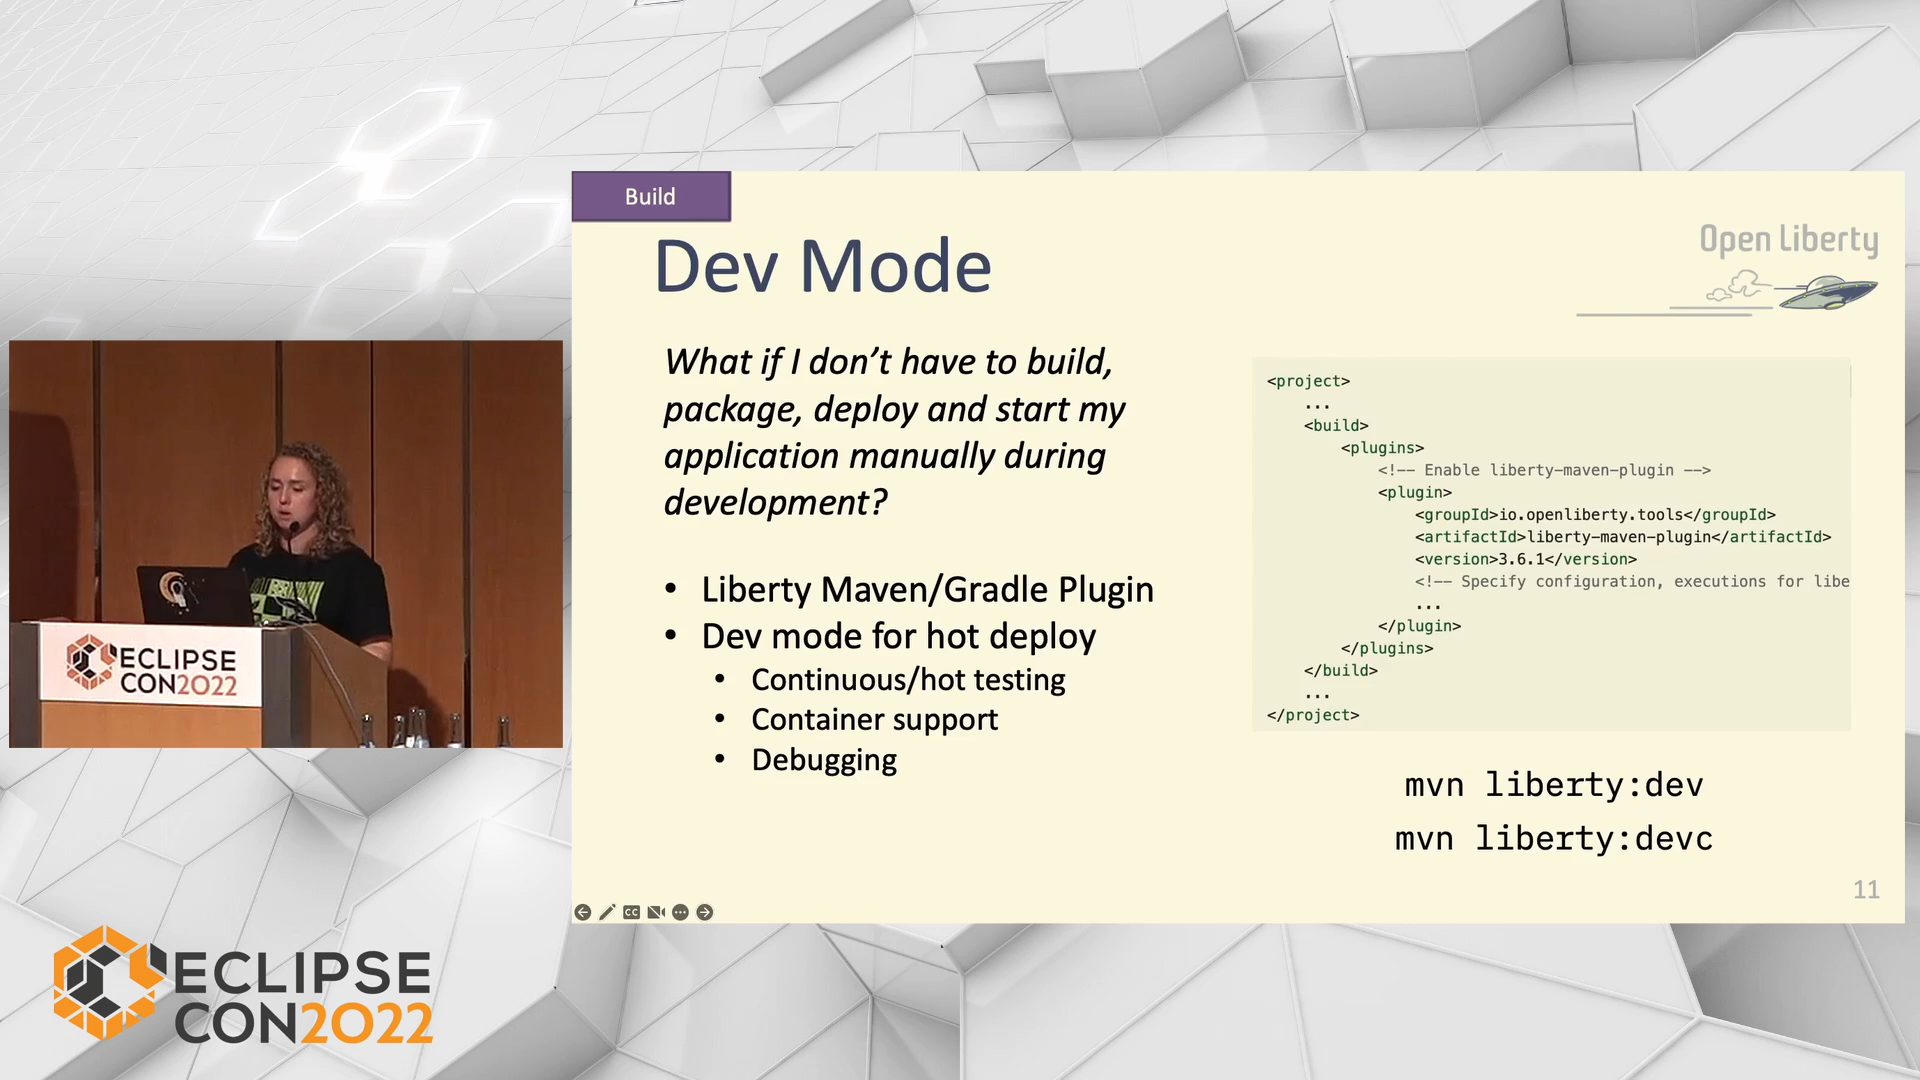 Build
Dev Mode
Open Liberty
What if I don’t have to build,
package, deploy and start my
application manually during
development?
• Liberty Maven/Gradle Plugin
• Dev mode for hot deploy
• Continuous/hot testing
• Container support
• Debugging
<project>
...
<build>
<plugins>
<!-- Enable liberty-maven-plugin -->
<plugin>
<groupId>io.openliberty.tools</groupId>
<artifactId>liberty-maven-plugin</artifactId>
<version>3.6.1</version>
<!-- Specify configuration, executions for libe
...
</plugin>
</plugins>
</build>
...
</project>
mvn liberty:dev
mvn liberty:devc
11
CC
ECLIPSE
CON2022
ECLIPSE
CON2022